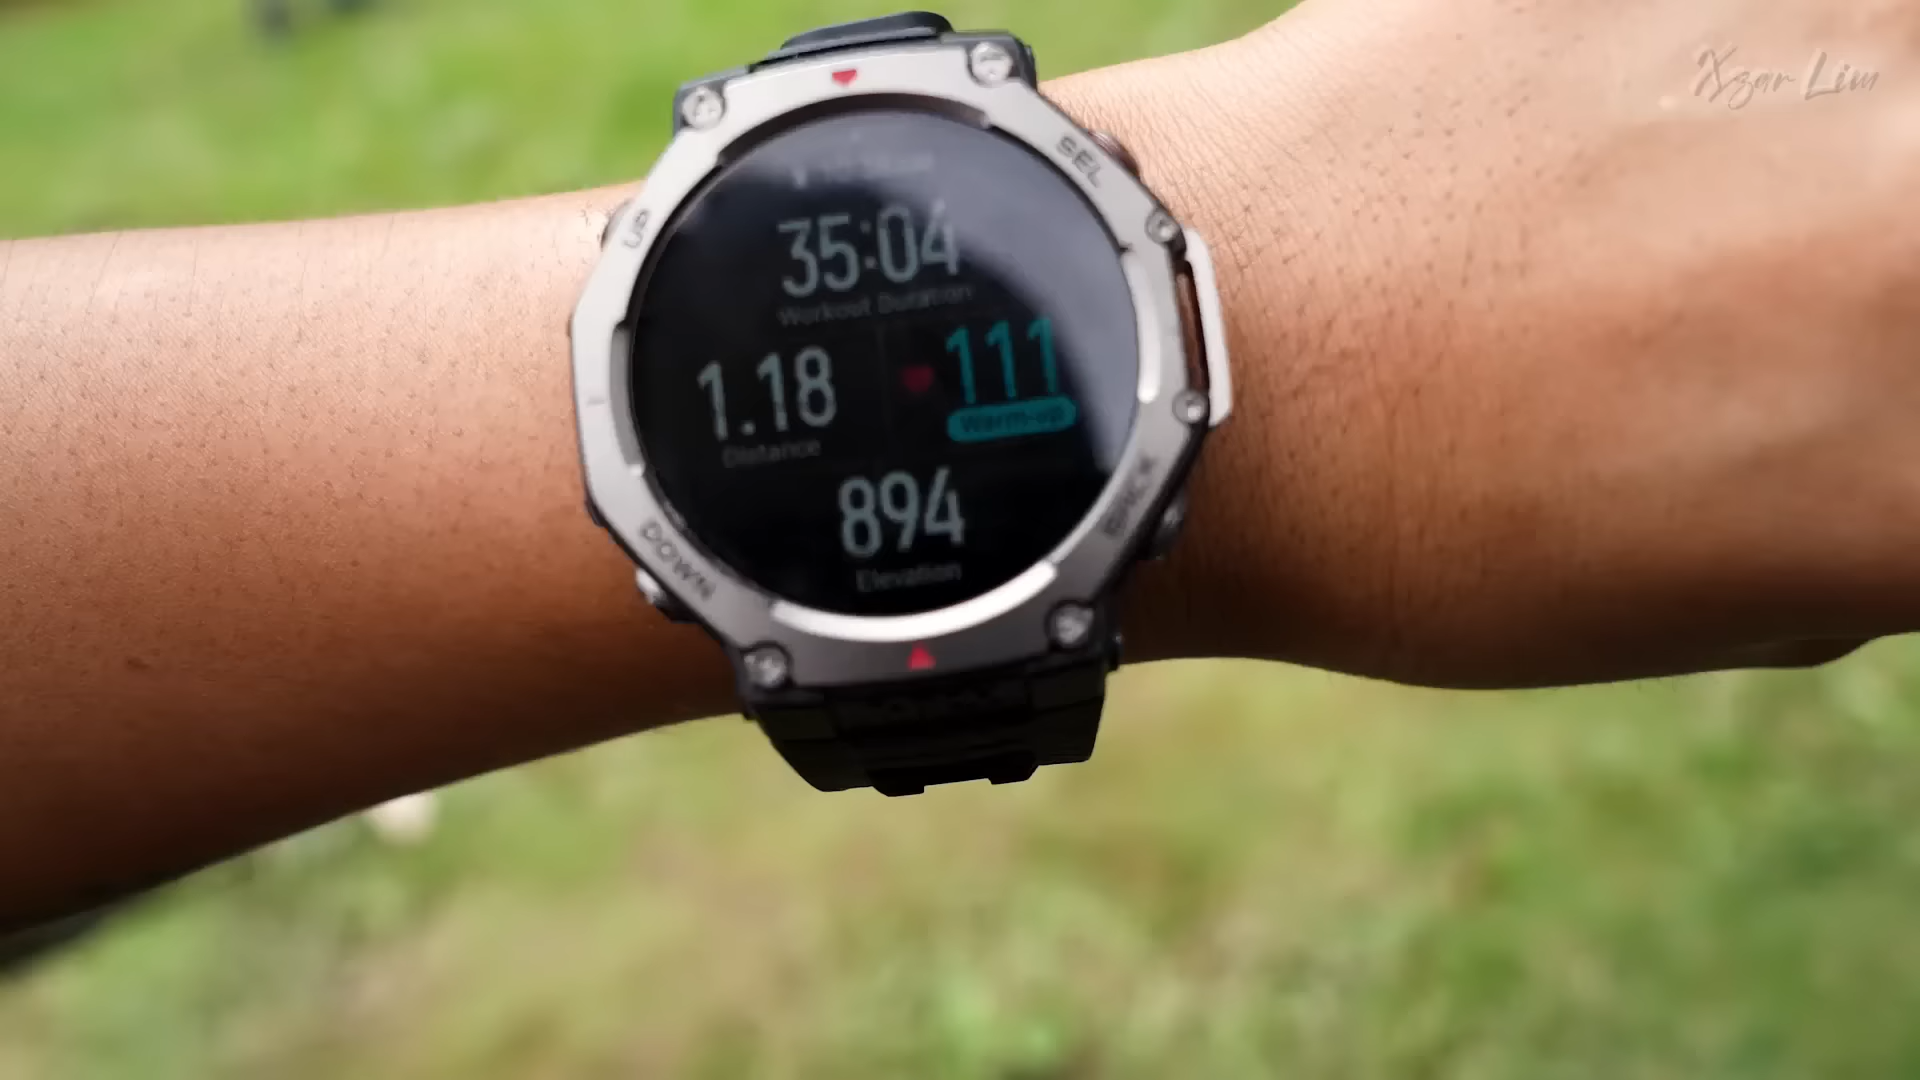 Xzar Lim
SEL
UP
35:04
Workout Duration
1.18
111
Warm-up
Distance
894
Elevation
DOWN
BACK